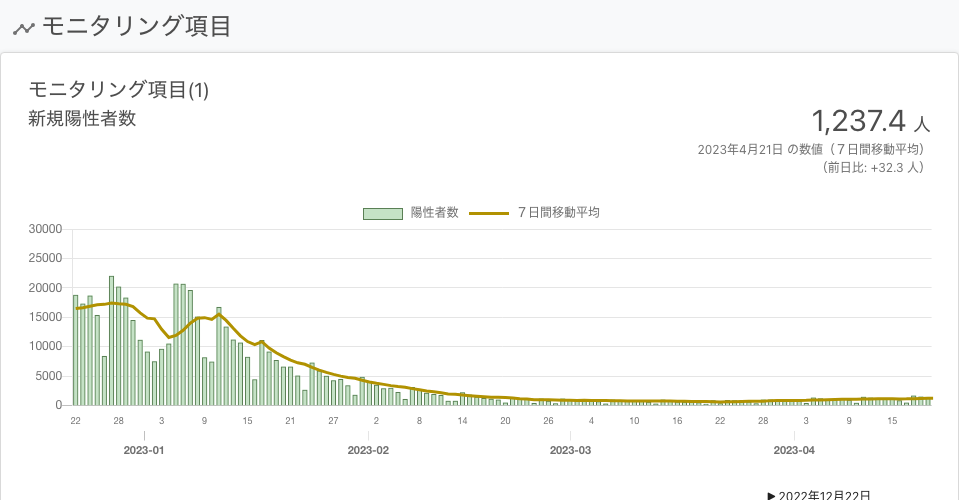 モニタリング項目
モニタリング項目(1)
新規陽性者数
1,237.4 人
2023年4月21日 の数値（７日間移動平均）
（前日比: +32.3 人）
陽性者数 ７日間移動平均
30000
25000
20000
15000
10000
5000
0
22 28 3 9 15 21 27 2 8 14 20 26 4 10 16 22 28 3 9 15
2023-01 2023-02 2023-03 2023-04
▶ 2022年12月22日